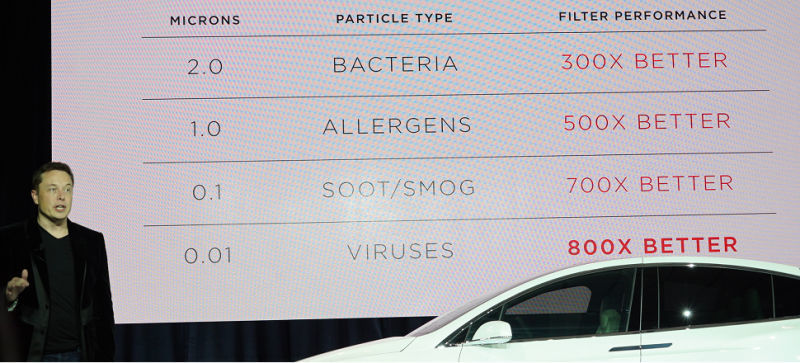 MICRONS PARTICLE TYPE FILTER PERFORMANCE
2.0 BACTERIA 300X BETTER
1.0 ALLERGENS 500X BETTER
0.1 SOOT/SMOG 700X BETTER
0.01 VIRUSES 800X BETTER